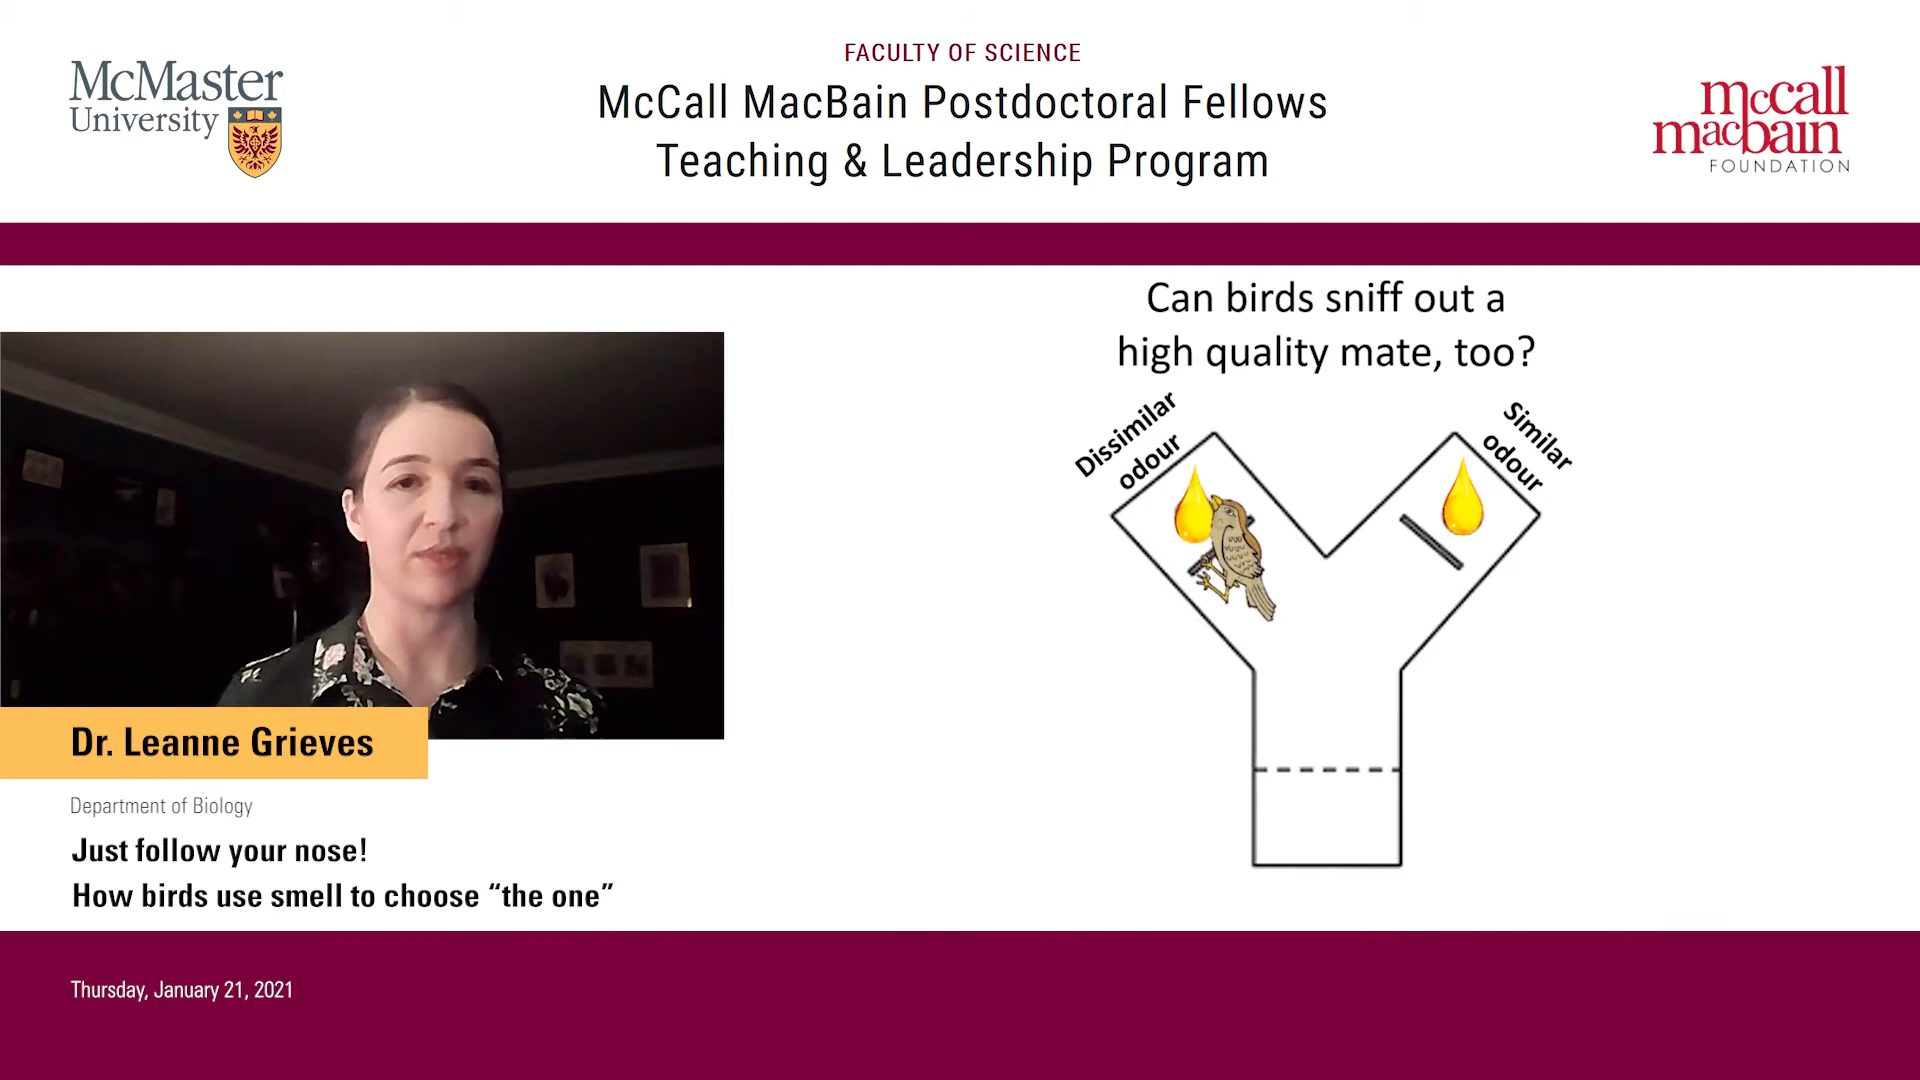 McMaster
University
FACULTY OF SCIENCE
McCall MacBain Postdoctoral Fellows
Teaching & Leadership Program
mccall
macbain
FOUNDATION
Can birds sniff out a
high quality mate, too?
Dissimilar
odour
Similar
odour
Dr. Leanne Grieves
Department of Biology
Just follow your nose!
How birds use smell to choose “the one”
Thursday, January 21, 2021